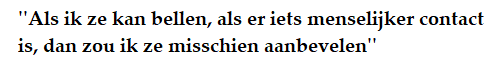 "Als ik ze kan bellen, als er iets menselijker contact
is, dan zou ik ze misschien aanbevelen"